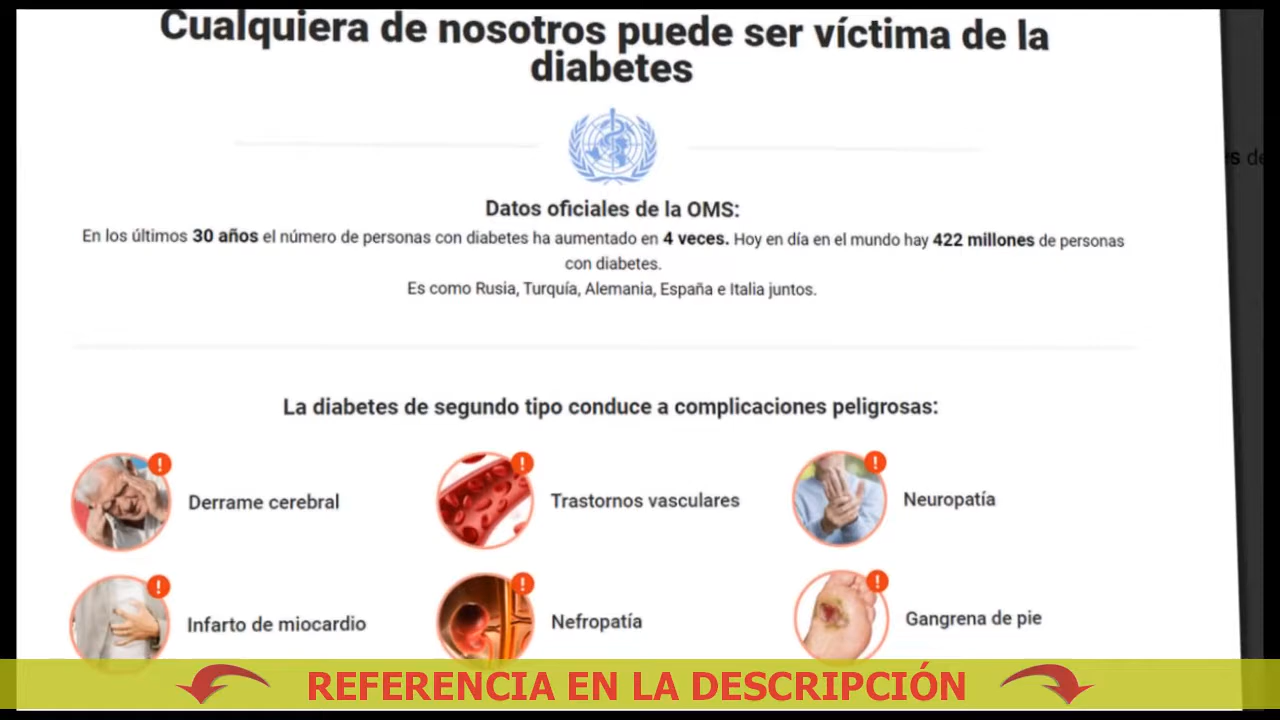 Cualquiera de nosotros puede ser víctima de la
diabetes
Datos oficiales de la OMS:
En los últimos 30 años el número de personas con diabetes ha aumentado en 4 veces. Hoy en día en el mundo hay 422 millones de personas
con diabetes.
Es como Rusia, Turquía, Alemania, España e Italia juntos.
La diabetes de segundo tipo conduce a complicaciones peligrosas:
Derrame cerebral
Trastornos vasculares
Neuropatía
Infarto de miocardio
Nefropatía
Gangrena de pie
REFERENCIA EN LA DESCRIPCIÓN